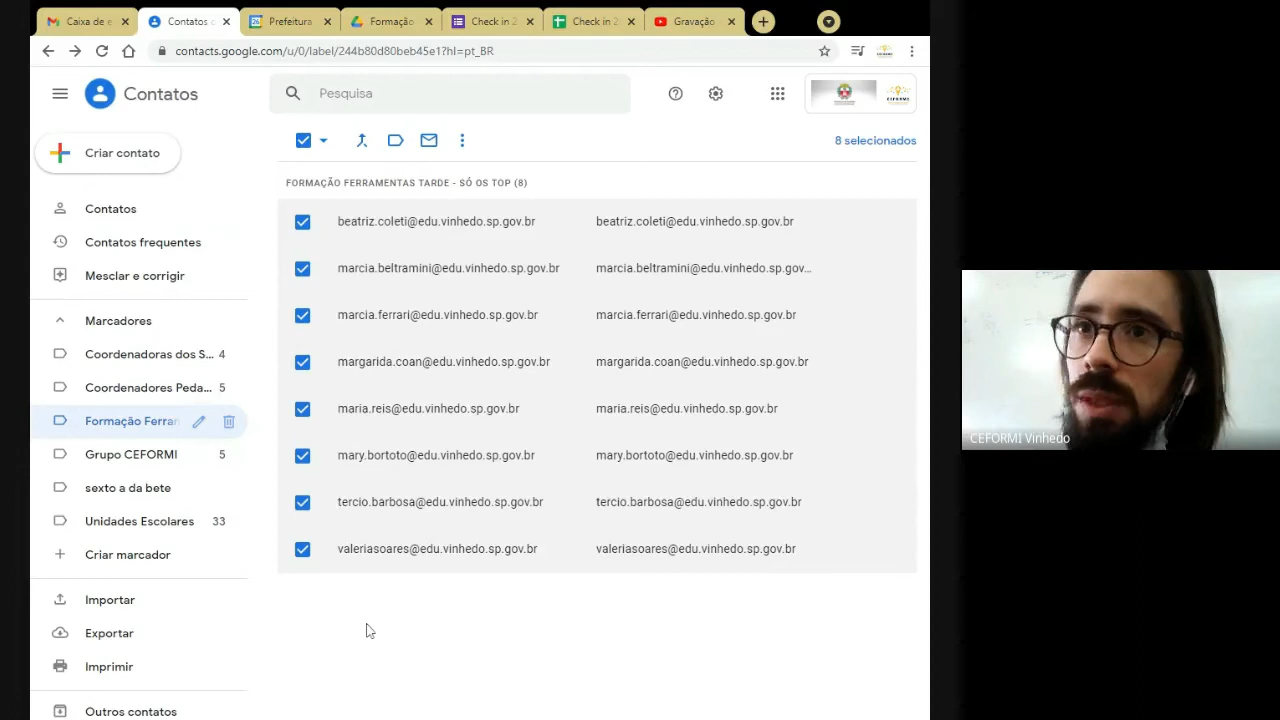 Caixa de e
Contatos
Prefeitura
Formação
Check in 2
Check in 2
Gravação
contacts.google.com/u/0/label/244b80d80beb45e1?hl=pt_BR
Contatos
Pesquisa
CEFORMI
Criar contato
8 selecionados
FORMAÇÃO FERRAMENTAS TARDE - SÓ OS TOP (8)
Contatos
Contatos frequentes
Mesclar e corrigir
Marcadores
Coordenadoras dos S... 4
Coordenadores Peda... 5
Formação Ferrar
Grupo CEFORMI 5
sexto a da bete
Unidades Escolares 33
Criar marcador
Importar
Exportar
Imprimir
Outros contatos
beatriz.coleti@edu.vinhedo.sp.gov.br beatriz.coleti@edu.vinhedo.sp.gov.br
marcia.beltramini@edu.vinhedo.sp.gov.br marcia.beltramini@edu.vinhedo.sp.gov...
marcia.ferrari@edu.vinhedo.sp.gov.br marcia.ferrari@edu.vinhedo.sp.gov.br
margarida.coan@edu.vinhedo.sp.gov.br margarida.coan@edu.vinhedo.sp.gov.br
maria.reis@edu.vinhedo.sp.gov.br maria.reis@edu.vinhedo.sp.gov.br
mary.bortoto@edu.vinhedo.sp.gov.br mary.bortoto@edu.vinhedo.sp.gov.br
tercio.barbosa@edu.vinhedo.sp.gov.br tercio.barbosa@edu.vinhedo.sp.gov.br
valeriasoares@edu.vinhedo.sp.gov.br valeriasoares@edu.vinhedo.sp.gov.br
CEFORMI Vinhedo